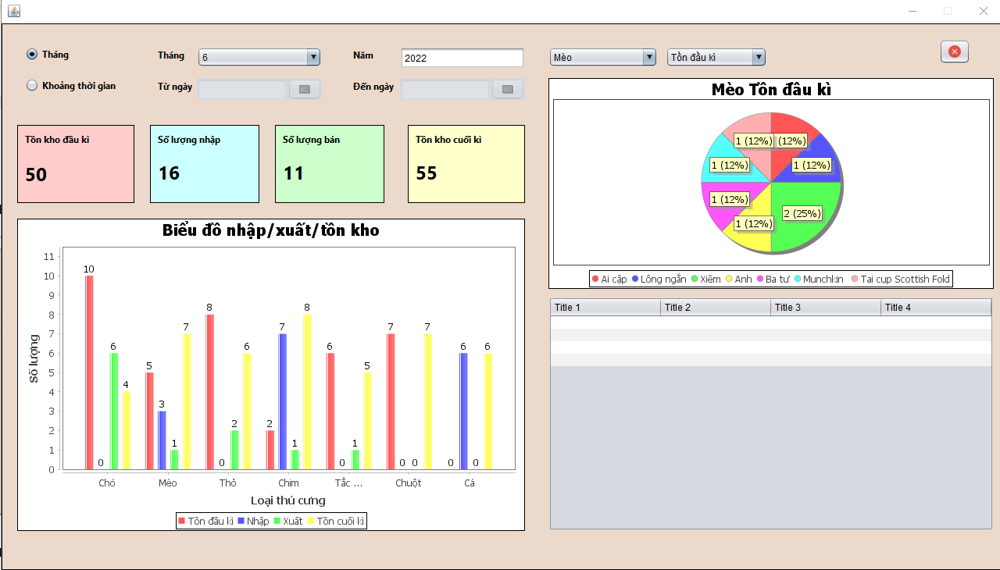 Tháng
Tháng
6
Năm
2022
Khoảng thời gian
Từ ngày
Đến ngày
Mèo
Tồn đầu kì
Tồn kho đầu kì
50
Số lượng nhập
16
Số lượng bán
11
Tồn kho cuối kì
55
Biểu đồ nhập/xuất/tồn kho
Số lượng
11
10
9
8
7
6
5
4
3
2
1
0
10
0
6
4
5
3
1
7
8
0
2
6
2
7
1
8
6
0
1
5
7
0
0
7
0
6
0
6
Chó
Mèo
Thỏ
Chim
Tắc ...
Chuột
Cá
Loại thú cưng
Tồn đầu kì
Nhập
Xuất
Tồn cuối kì
Mèo Tồn đầu kì
1 (12%)
(12%)
1 (12%)
1 (12%)
1 (12%)
2 (25%)
1 (12%)
Ai cập
Lông ngắn
Xiêm
Anh
Ba tư
Munchkin
Tai cụp Scottish Fold
Title 1
Title 2
Title 3
Title 4